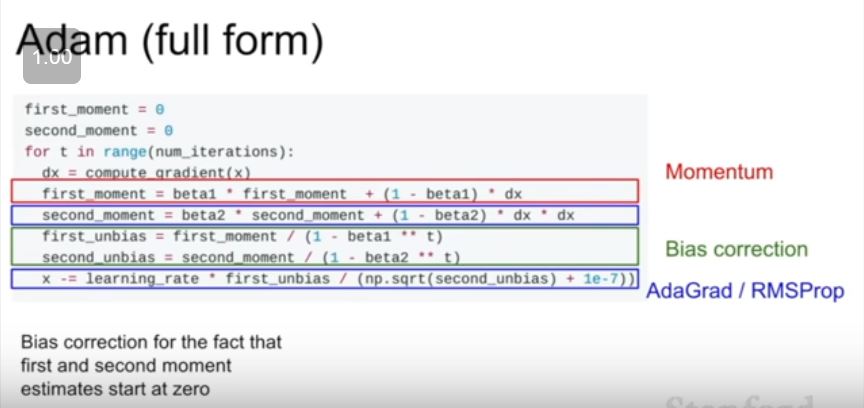 Adam (full form)
1.00
first_moment = 0
second_moment = 0
for t in range(num_iterations):
dx = compute_gradient(x)
first_moment = beta1 * first_moment + (1 - beta1) * dx
Momentum
second_moment = beta2 * second_moment + (1 - beta2) * dx * dx
first_unbias = first_moment / (1 - beta1 ** t)
second_unbias = second_moment / (1 - beta2 ** t)
Bias correction
x -= learning_rate * first_unbias / (np.sqrt(second_unbias) + 1e-7))
AdaGrad / RMSProp
Bias correction for the fact that
first and second moment
estimates start at zero
Stanford